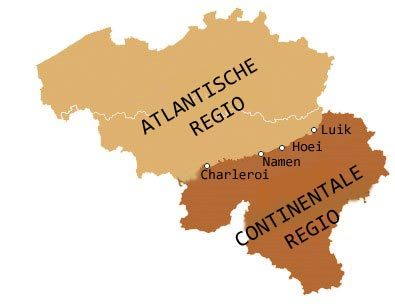 ATLANTISCHE
REGIO
Luik
Hoei
Namen
Charleroi
CONTINENTALE
REGIO